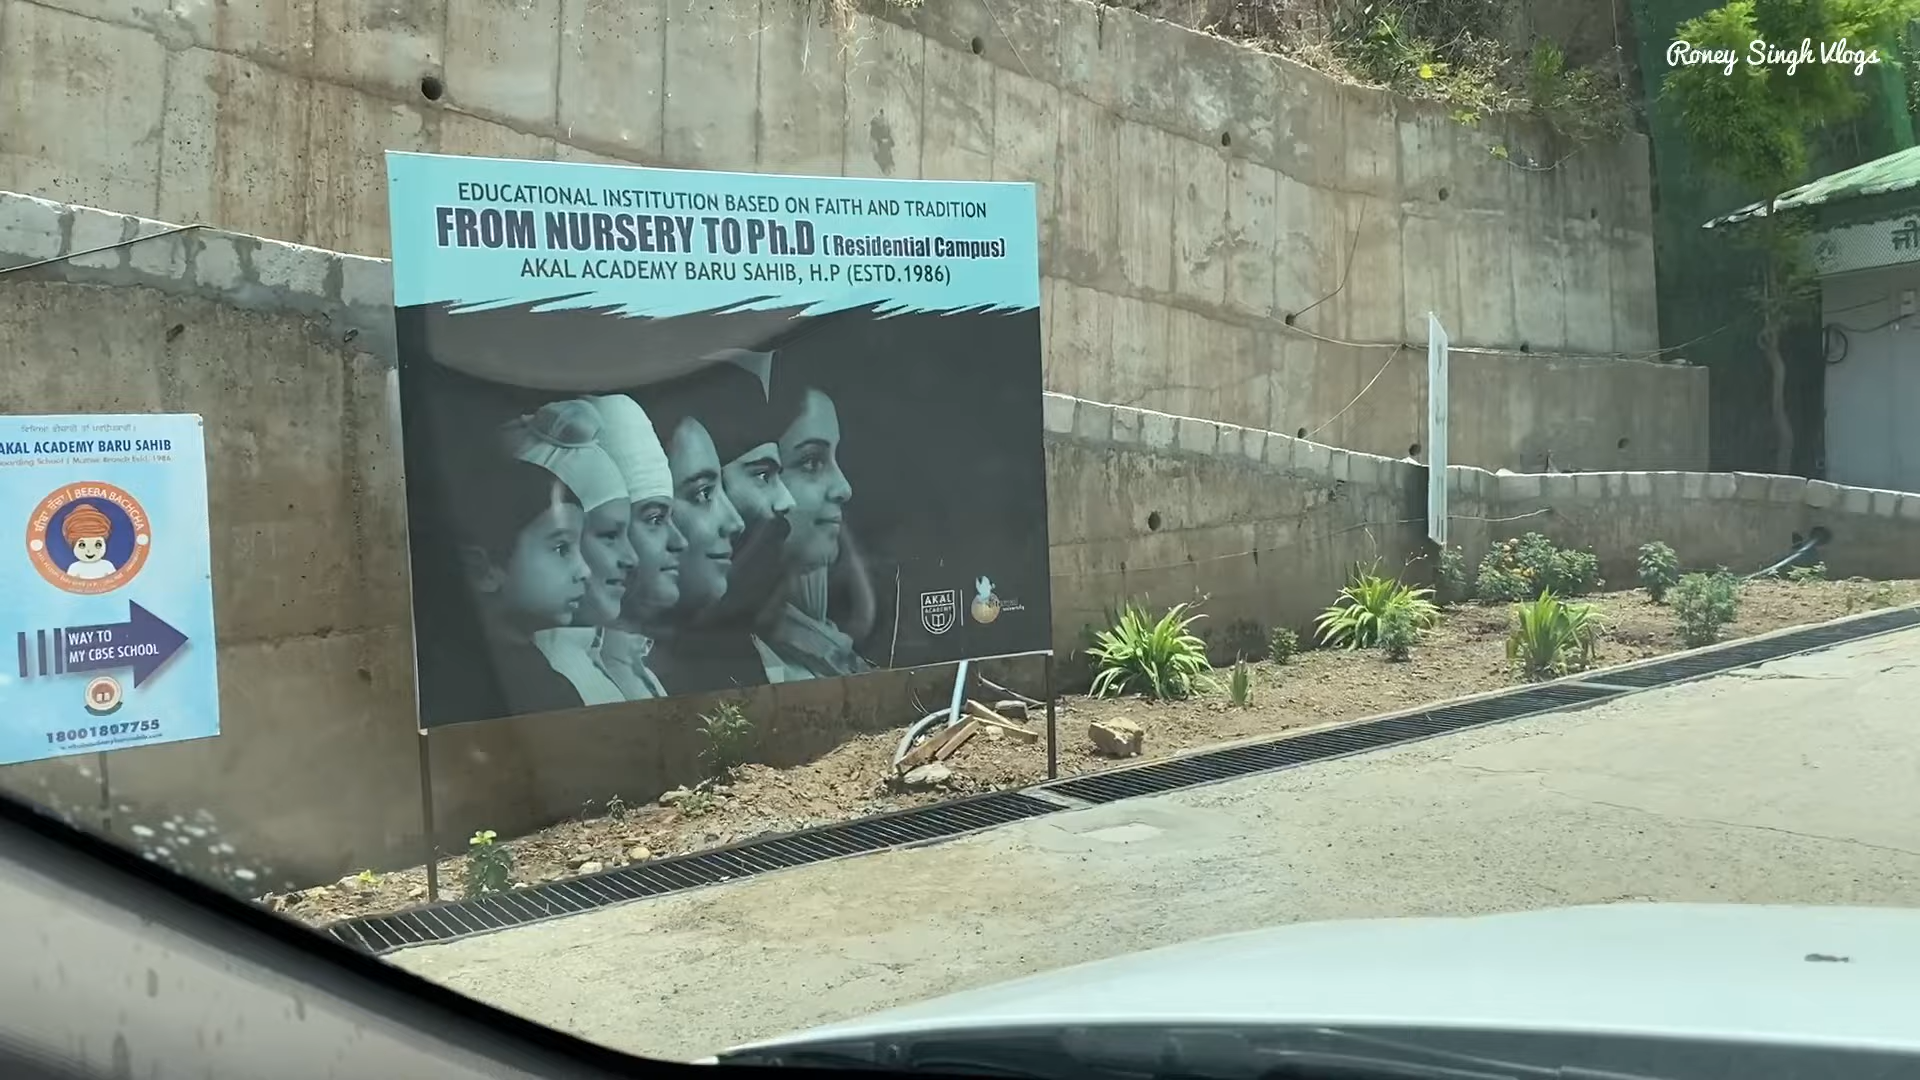 Roney Singh Vlogs
EDUCATIONAL INSTITUTION BASED ON FAITH AND TRADITION
FROM NURSERY TO Ph.D ( Residential Campus)
AKAL ACADEMY BARU SAHIB, H.P (ESTD.1986)
AKAL
ACADEMY
university
AKAL ACADEMY BARU SAHIB
ਬੀਬਾ ਬੱਚਾ | BEEBA BACHCHA
WAY TO
MY CBSE SCHOOL
18001807755